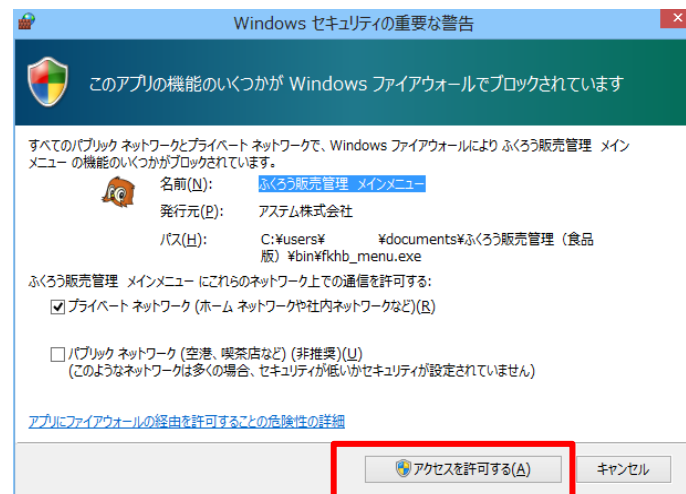 Windows セキュリティの重要な警告
このアプリの機能のいくつかが Windows ファイアウォールでブロックされています
すべてのパブリック ネットワークとプライベート ネットワークで、Windows ファイアウォールにより ふくろう販売管理 メイン
メニュー の機能のいくつかがブロックされています。
名前(N): ふくろう販売管理 メインメニュー
発行元(P): アステム株式会社
パス(H): C:¥users¥ ¥documents¥ふくろう販売管理（食品
版）¥bin¥fkhb_menu.exe
ふくろう販売管理 メインメニュー にこれらのネットワーク上での通信を許可する:
プライベート ネットワーク (ホーム ネットワークや社内ネットワークなど)(R)
パブリック ネットワーク (空港、喫茶店など) (非推奨)(U)
(このようなネットワークは多くの場合、セキュリティが低いかセキュリティが設定されていません)
アプリにファイアウォールの経由を許可することの危険性の詳細
アクセスを許可する(A) キャンセル